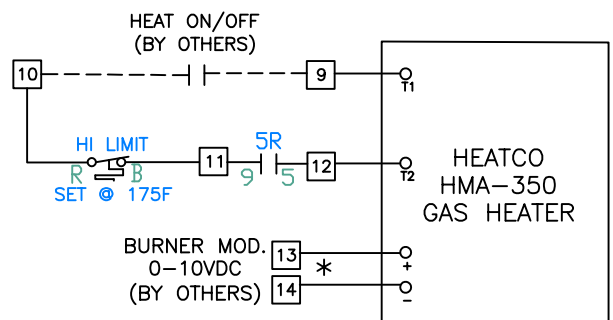 HEAT ON/OFF
(BY OTHERS)
10
9
T1
HI LIMIT
R B
SET @ 175F
11
5R
9 5
12
T2
HEATCO
HMA-350
GAS HEATER
BURNER MOD.
0-10VDC
(BY OTHERS)
13
+
*
14
-